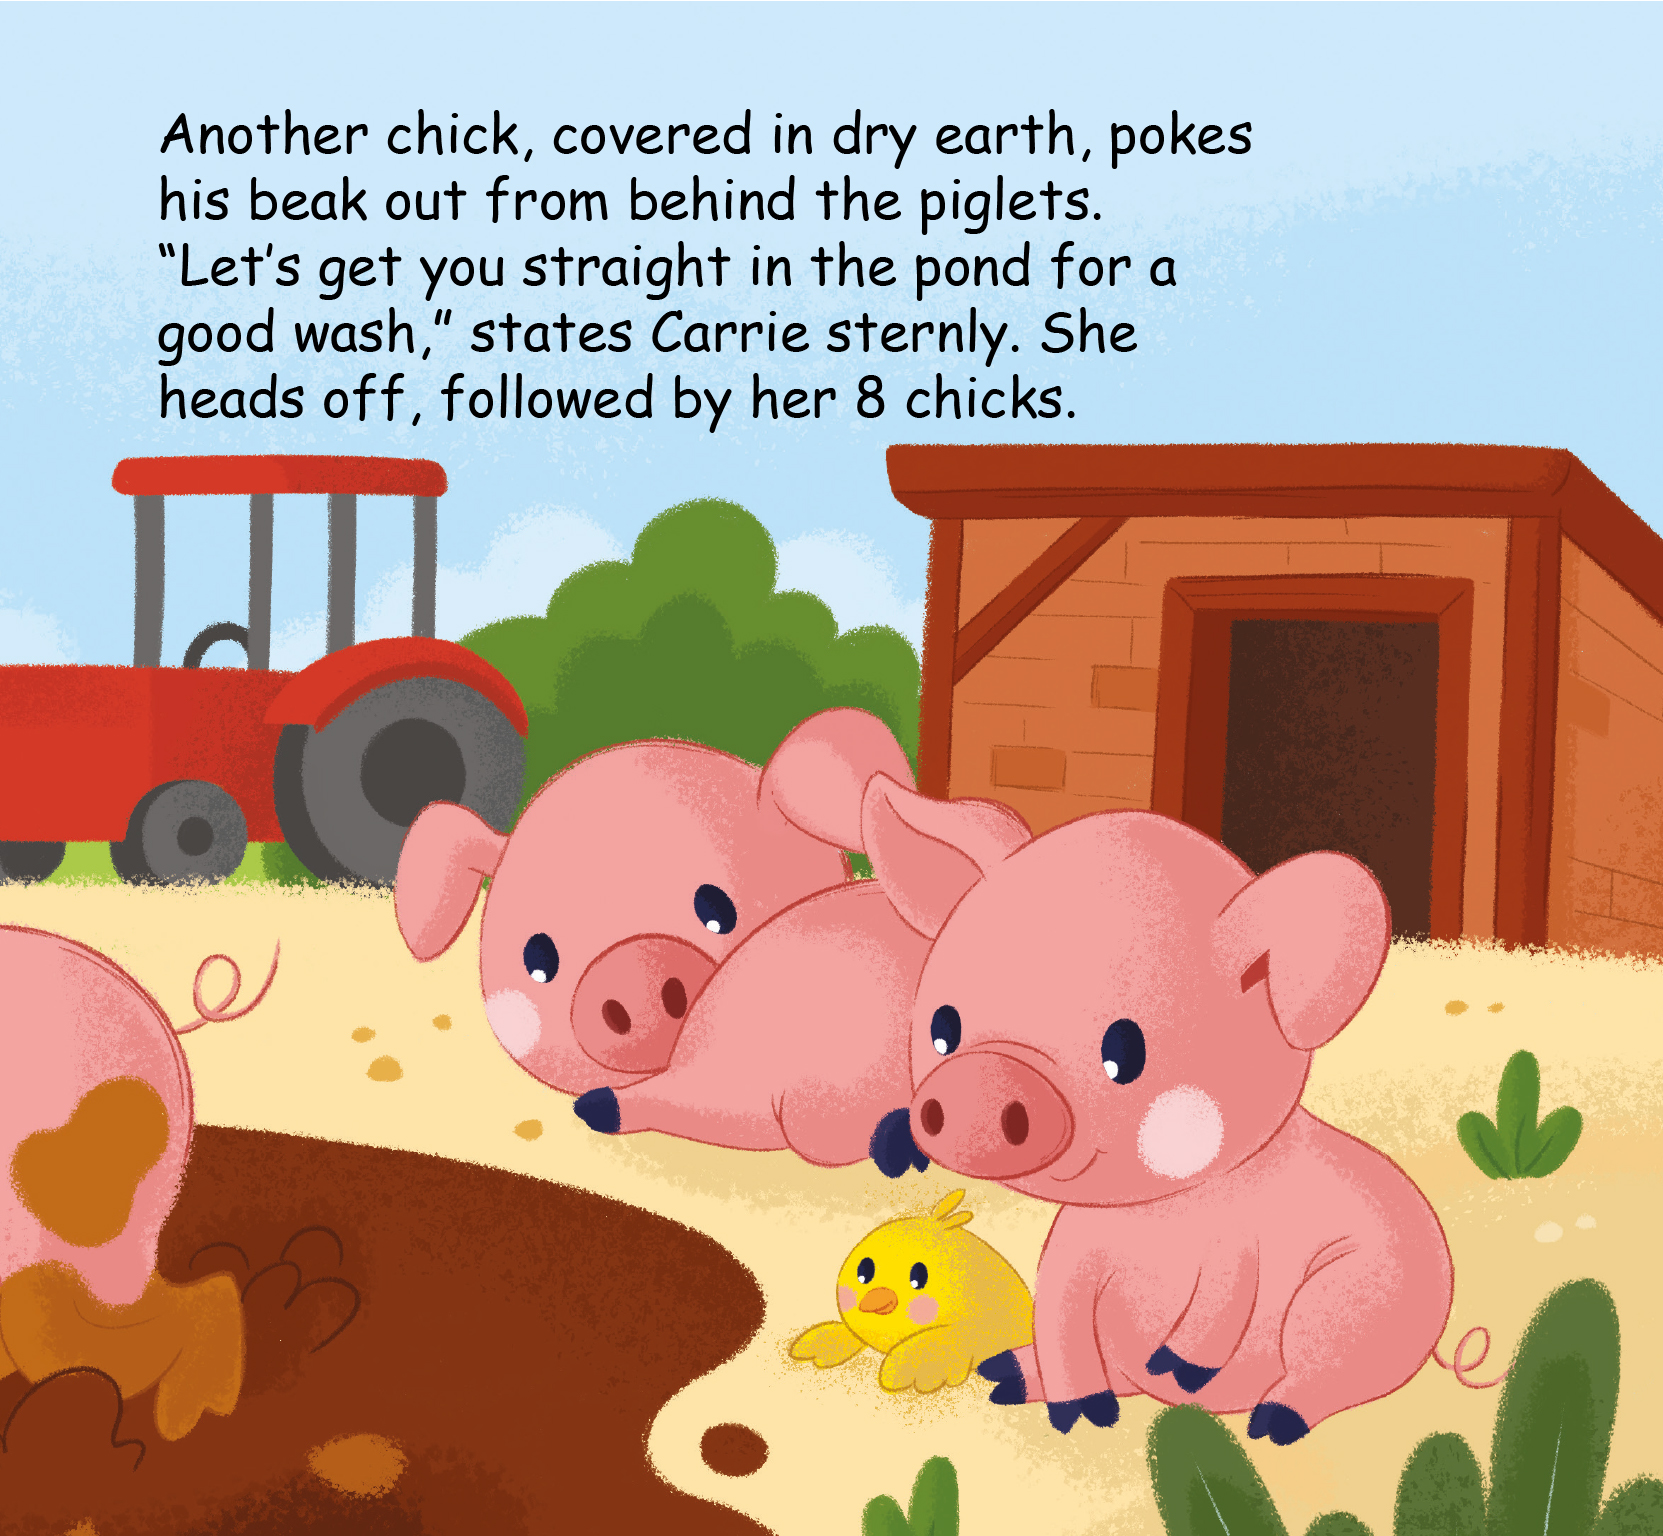 Another chick, covered in dry earth, pokes
his beak out from behind the piglets.
“Let’s get you straight in the pond for a
good wash,” states Carrie sternly. She
heads off, followed by her 8 chicks.